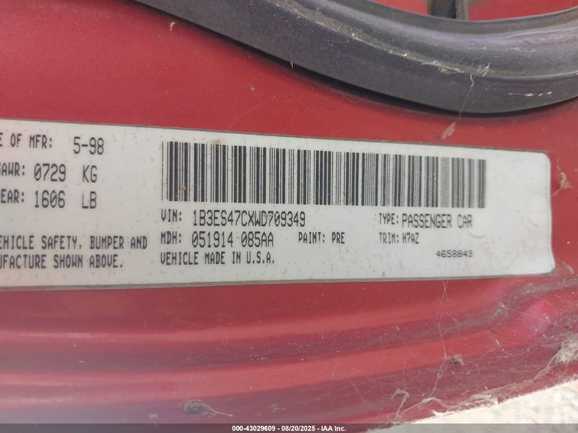 E OF MFR: 5-98
AWR: 0729 KG
EAR: 1606 LB
VIN: 1B3ES47CXWD709349
TYPE: PASSENGER CAR
EHICLE SAFETY, BUMPER AND
MDH: 051914 085AA
PAINT: PRE
TRIM: H7AZ
UFACTURE SHOWN ABOVE.
VEHICLE MADE IN U.S.A.
4658843
000-43029609 - 08/20/2025 - IAA Inc.